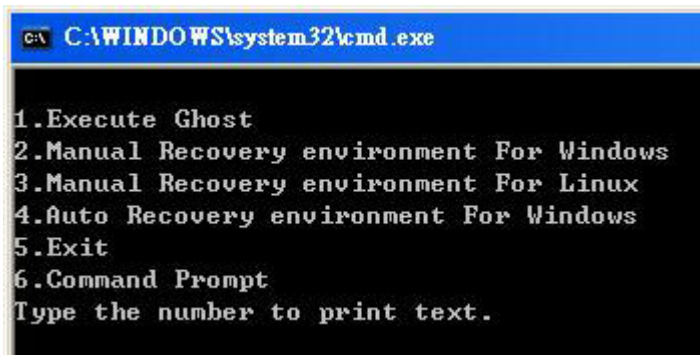 C:\WINDOWS\system32\cmd.exe
1.Execute Ghost
2.Manual Recovery environment For Windows
3.Manual Recovery environment For Linux
4.Auto Recovery environment For Windows
5.Exit
6.Command Prompt
Type the number to print text.